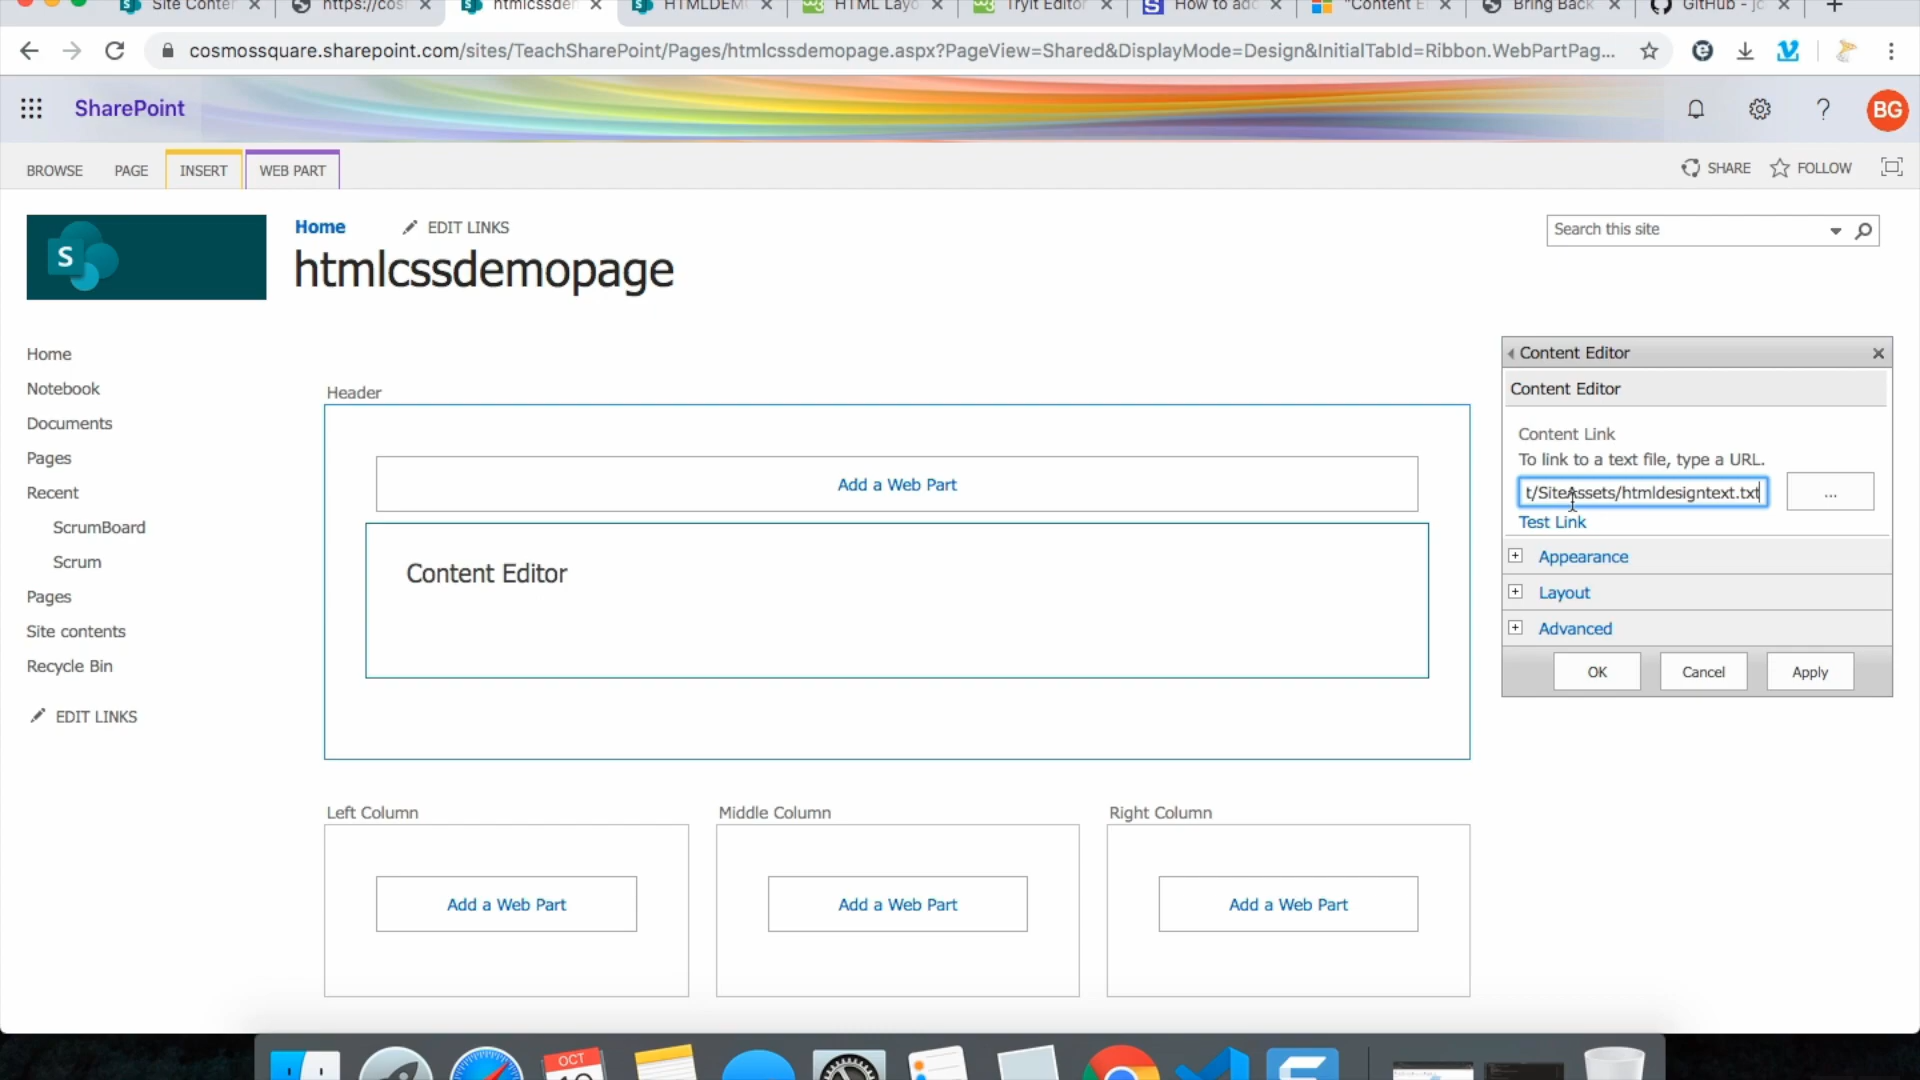 Site Conten
https://cosr
htmlcssdem
HTMLDEM
HTML Layo
Tryit Editor
How to add
"Content E
Bring Back
GitHub - jc
cosmossquare.sharepoint.com/sites/TeachSharePoint/Pages/htmlcssdemopage.aspx?PageView=Shared&DisplayMode=Design&InitialTabId=Ribbon.WebPartPag...
SharePoint
BG
BROWSE PAGE INSERT WEB PART
SHARE FOLLOW
S
Home EDIT LINKS
htmlcssdemopage
Search this site
Home
Notebook
Documents
Pages
Recent
ScrumBoard
Scrum
Pages
Site contents
Recycle Bin
EDIT LINKS
Header
Add a Web Part
Content Editor
Left Column
Add a Web Part
Middle Column
Add a Web Part
Right Column
Add a Web Part
Content Editor
Content Editor
Content Link
To link to a text file, type a URL.
t/SiteAssets/htmldesigntext.txt
...
Test Link
Appearance
Layout
Advanced
OK Cancel Apply
OCT